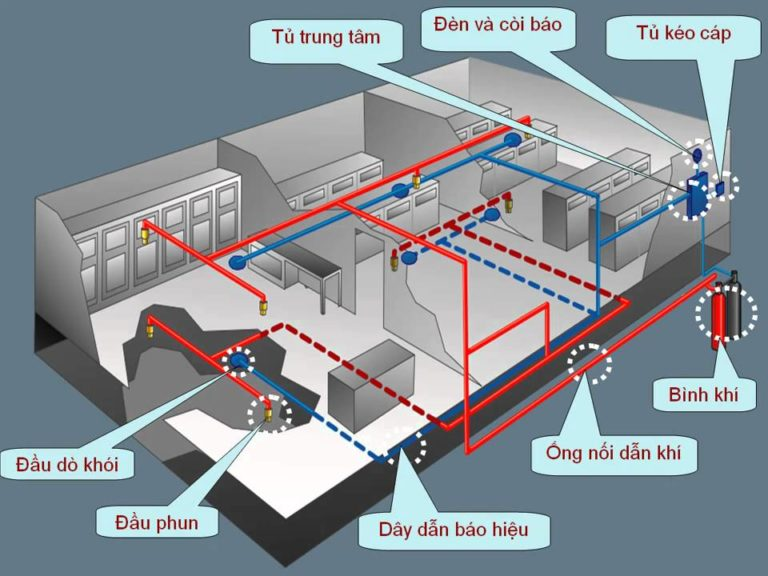 Tủ trung tâm
Đèn và còi báo
Tủ kéo cáp
Bình khí
Ống nối dẫn khí
Đầu dò khói
Đầu phun
Dây dẫn báo hiệu